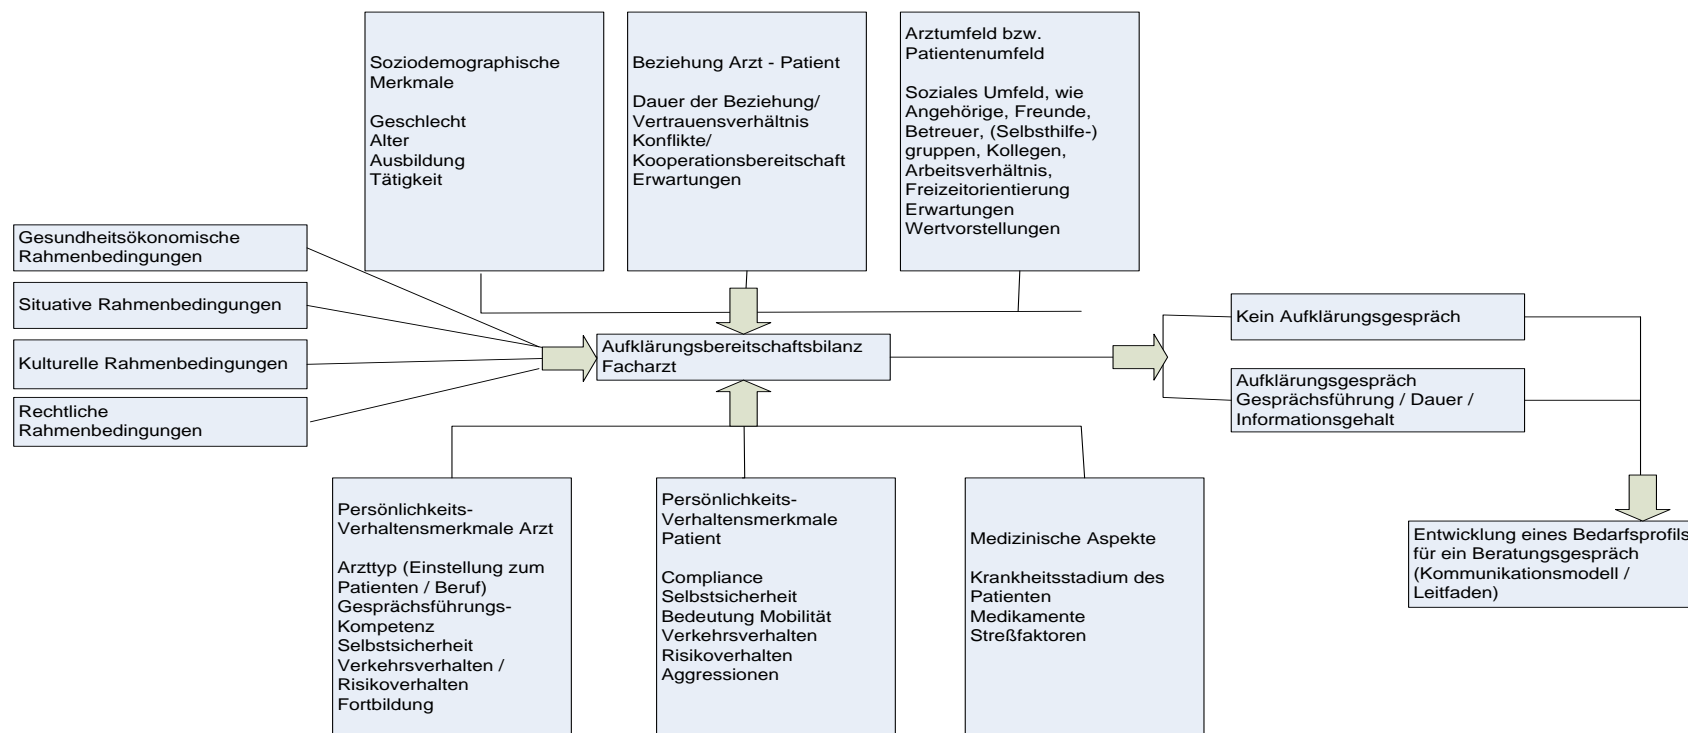 Soziodemographische
Merkmale
Geschlecht
Alter
Ausbildung
Tätigkeit
Beziehung Arzt - Patient
Dauer der Beziehung/
Vertrauensverhältnis
Konflikte/
Kooperationsbereitschaft
Erwartungen
Arztumfeld bzw.
Patientenumfeld
Soziales Umfeld, wie
Angehörige, Freunde,
Betreuer, (Selbsthilfe-)
gruppen, Kollegen,
Arbeitsverhältnis,
Freizeitorientierung
Erwartungen
Wertvorstellungen
Gesundheitsökonomische
Rahmenbedingungen
Situative Rahmenbedingungen
Kulturelle Rahmenbedingungen
Rechtliche
Rahmenbedingungen
Aufklärungsbereitschaftsbilanz
Facharzt
Kein Aufklärungsgespräch
Aufklärungsgespräch
Gesprächsführung / Dauer /
Informationsgehalt
Persönlichkeits-
Verhaltensmerkmale Arzt
Arzttyp (Einstellung zum
Patienten / Beruf)
Gesprächsführungs-
Kompetenz
Selbstsicherheit
Verkehrsverhalten /
Risikoverhalten
Fortbildung
Persönlichkeits-
Verhaltensmerkmale
Patient
Compliance
Selbstsicherheit
Bedeutung Mobilität
Verkehrsverhalten
Risikoverhalten
Aggressionen
Medizinische Aspekte
Krankheitsstadium des
Patienten
Medikamente
Streßfaktoren
Entwicklung eines Bedarfsprofils
für ein Beratungsgespräch
(Kommunikationsmodell /
Leitfaden)